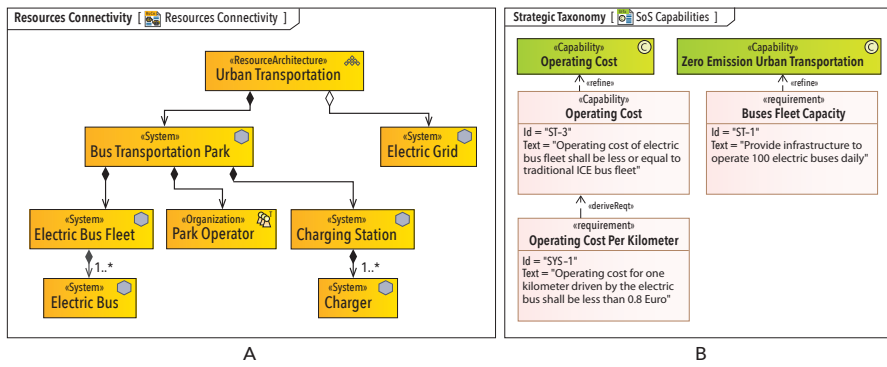 Resources Connectivity [ Resources Connectivity ]
«ResourceArchitecture»
Urban Transportation
«System»
Bus Transportation Park
«System»
Electric Grid
«System»
Electric Bus Fleet
«Organization»
Park Operator
«System»
Charging Station
1..*
1..*
«System»
Electric Bus
«System»
Charger
A
Strategic Taxonomy [ SoS Capabilities ]
«Capability»
Operating Cost
C
«Capability»
Zero Emission Urban Transportation
C
«refine»
«refine»
«Capability»
Operating Cost
Id = "ST-3"
Text = "Operating cost of electric
bus fleet shall be less or equal to
traditional ICE bus fleet"
«requirement»
Buses Fleet Capacity
Id = "ST-1"
Text = "Provide infrastructure to
operate 100 electric buses daily"
«deriveReqt»
«requirement»
Operating Cost Per Kilometer
Id = "SYS-1"
Text = "Operating cost for one
kilometer driven by the electric
bus shall be less than 0.8 Euro"
B